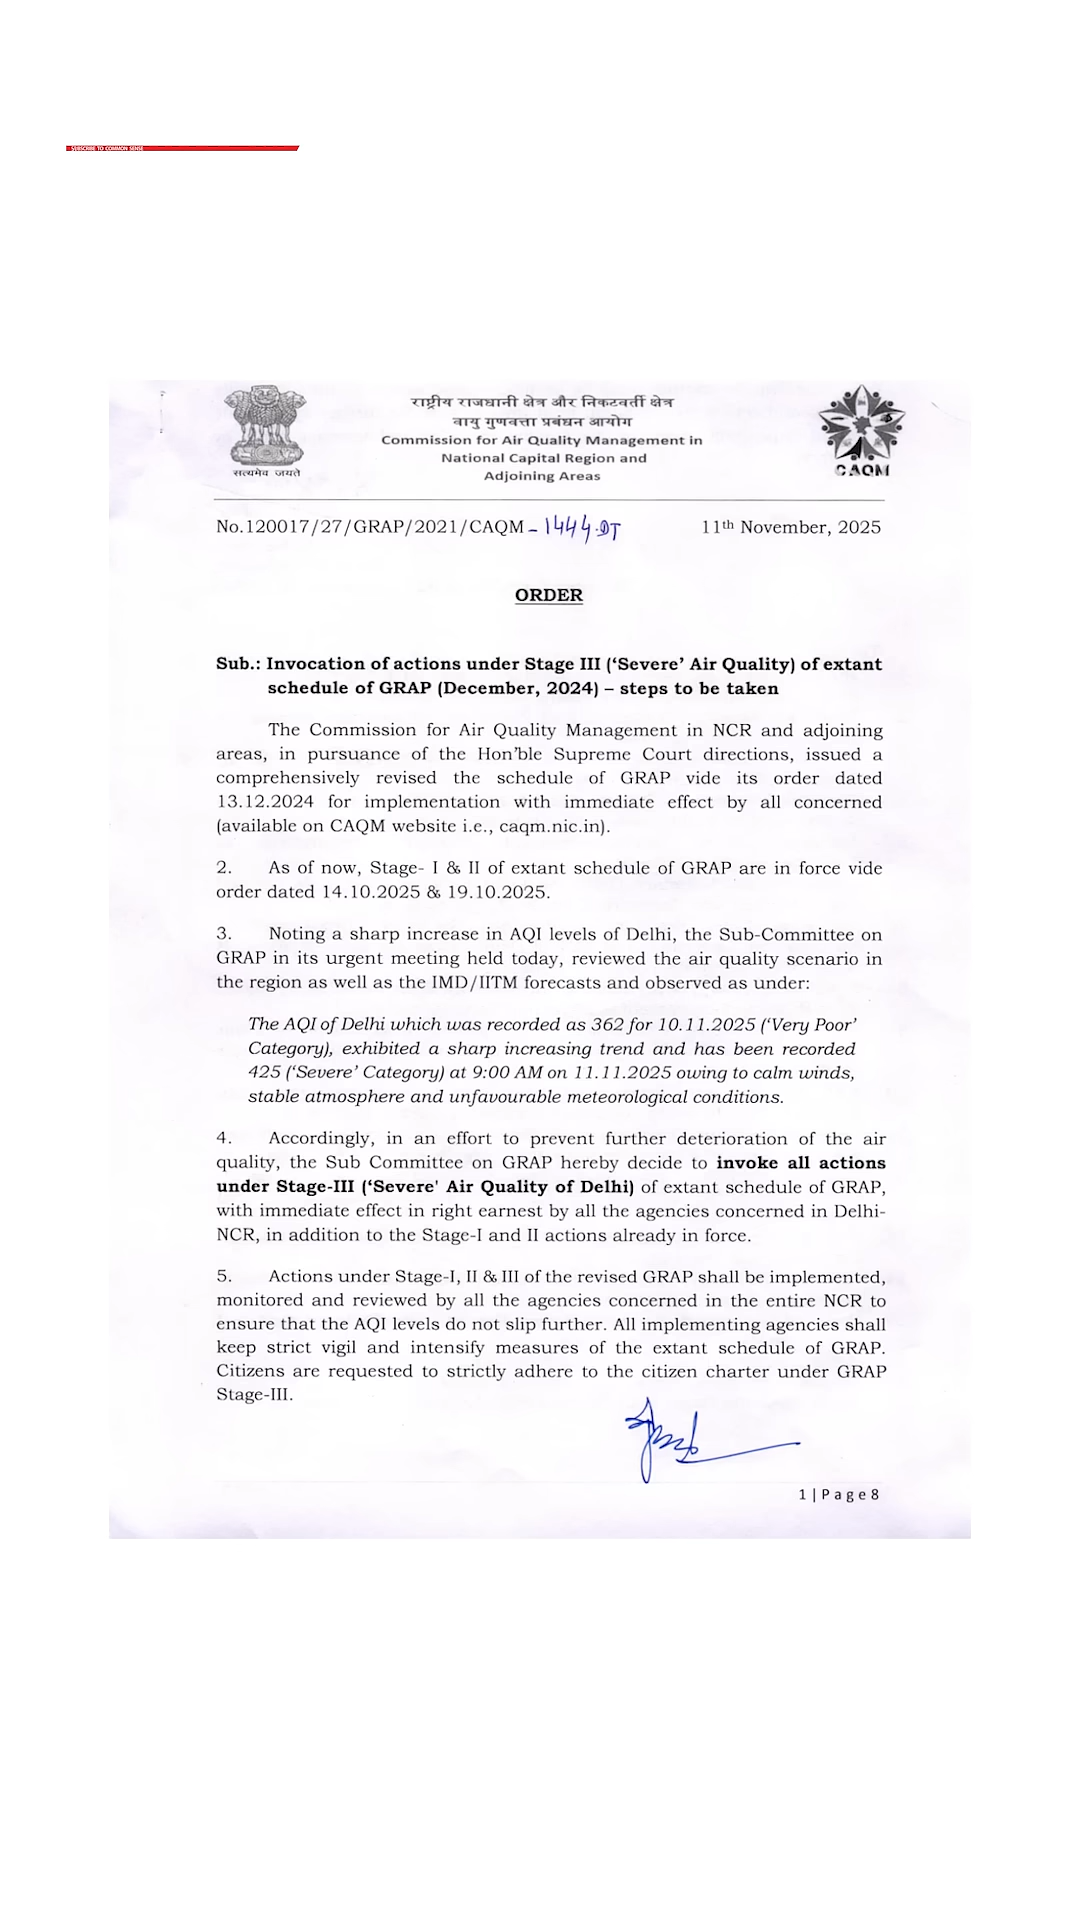 SUBSCRIBE TO COMMON SENSE
राष्ट्रीय राजधानी क्षेत्र और निकटवर्ती क्षेत्र
वायु गुणवत्ता प्रबंधन आयोग
Commission for Air Quality Management in
National Capital Region and
Adjoining Areas
सत्यमेव जयते
CAQM
No.120017/27/GRAP/2021/CAQM – 1444-DT 11th November, 2025
ORDER
Sub.: Invocation of actions under Stage III (‘Severe’ Air Quality) of extant
schedule of GRAP (December, 2024) – steps to be taken
The Commission for Air Quality Management in NCR and adjoining
areas, in pursuance of the Hon’ble Supreme Court directions, issued a
comprehensively revised the schedule of GRAP vide its order dated
13.12.2024 for implementation with immediate effect by all concerned
(available on CAQM website i.e., caqm.nic.in).
2. As of now, Stage- I & II of extant schedule of GRAP are in force vide
order dated 14.10.2025 & 19.10.2025.
3. Noting a sharp increase in AQI levels of Delhi, the Sub-Committee on
GRAP in its urgent meeting held today, reviewed the air quality scenario in
the region as well as the IMD/IITM forecasts and observed as under:
The AQI of Delhi which was recorded as 362 for 10.11.2025 (‘Very Poor’
Category), exhibited a sharp increasing trend and has been recorded
425 (‘Severe’ Category) at 9:00 AM on 11.11.2025 owing to calm winds,
stable atmosphere and unfavourable meteorological conditions.
4. Accordingly, in an effort to prevent further deterioration of the air
quality, the Sub Committee on GRAP hereby decide to invoke all actions
under Stage-III (‘Severe' Air Quality of Delhi) of extant schedule of GRAP,
with immediate effect in right earnest by all the agencies concerned in Delhi-
NCR, in addition to the Stage-I and II actions already in force.
5. Actions under Stage-I, II & III of the revised GRAP shall be implemented,
monitored and reviewed by all the agencies concerned in the entire NCR to
ensure that the AQI levels do not slip further. All implementing agencies shall
keep strict vigil and intensify measures of the extant schedule of GRAP.
Citizens are requested to strictly adhere to the citizen charter under GRAP
Stage-III.
1 | Page8